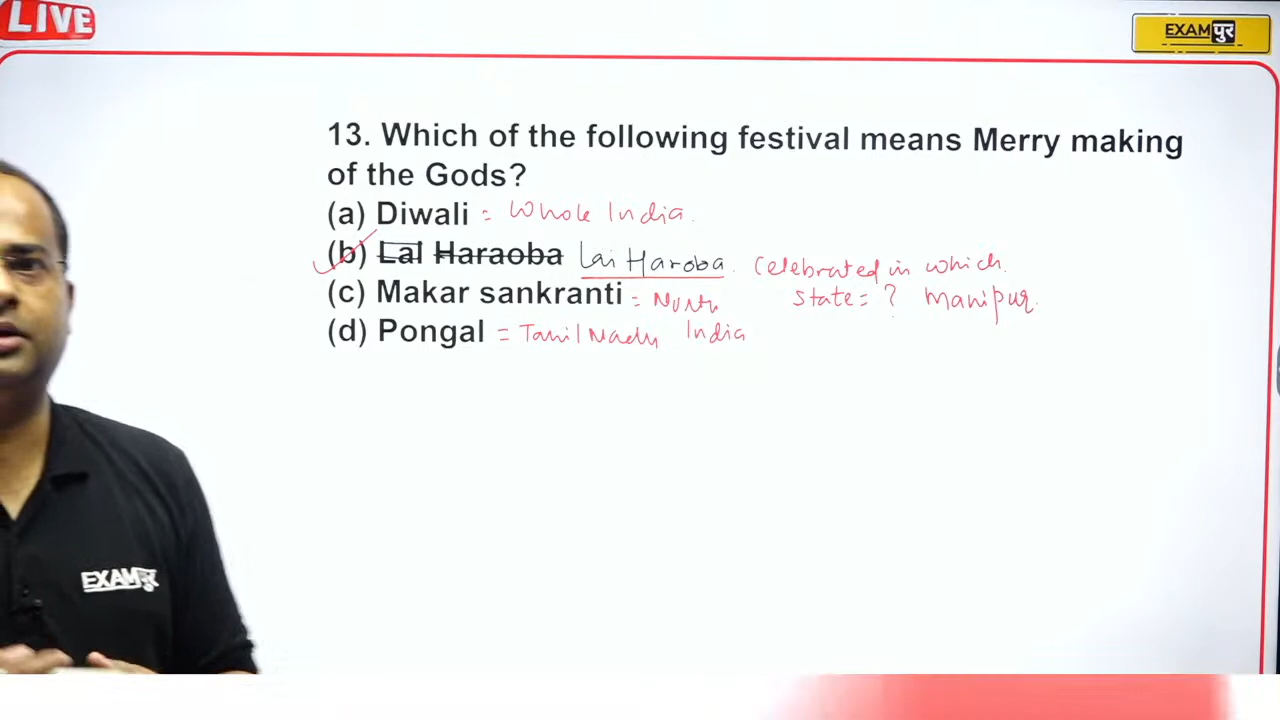 LIVE
EXAMपुर
13. Which of the following festival means Merry making
of the Gods?
(a) Diwali = Whole India.
(b) Lal Haraoba Lai Haroba. Celebrated in which
(c) Makar sankranti = North state = ? Manipur.
(d) Pongal = Tamil Nadu India
EXAMपुर